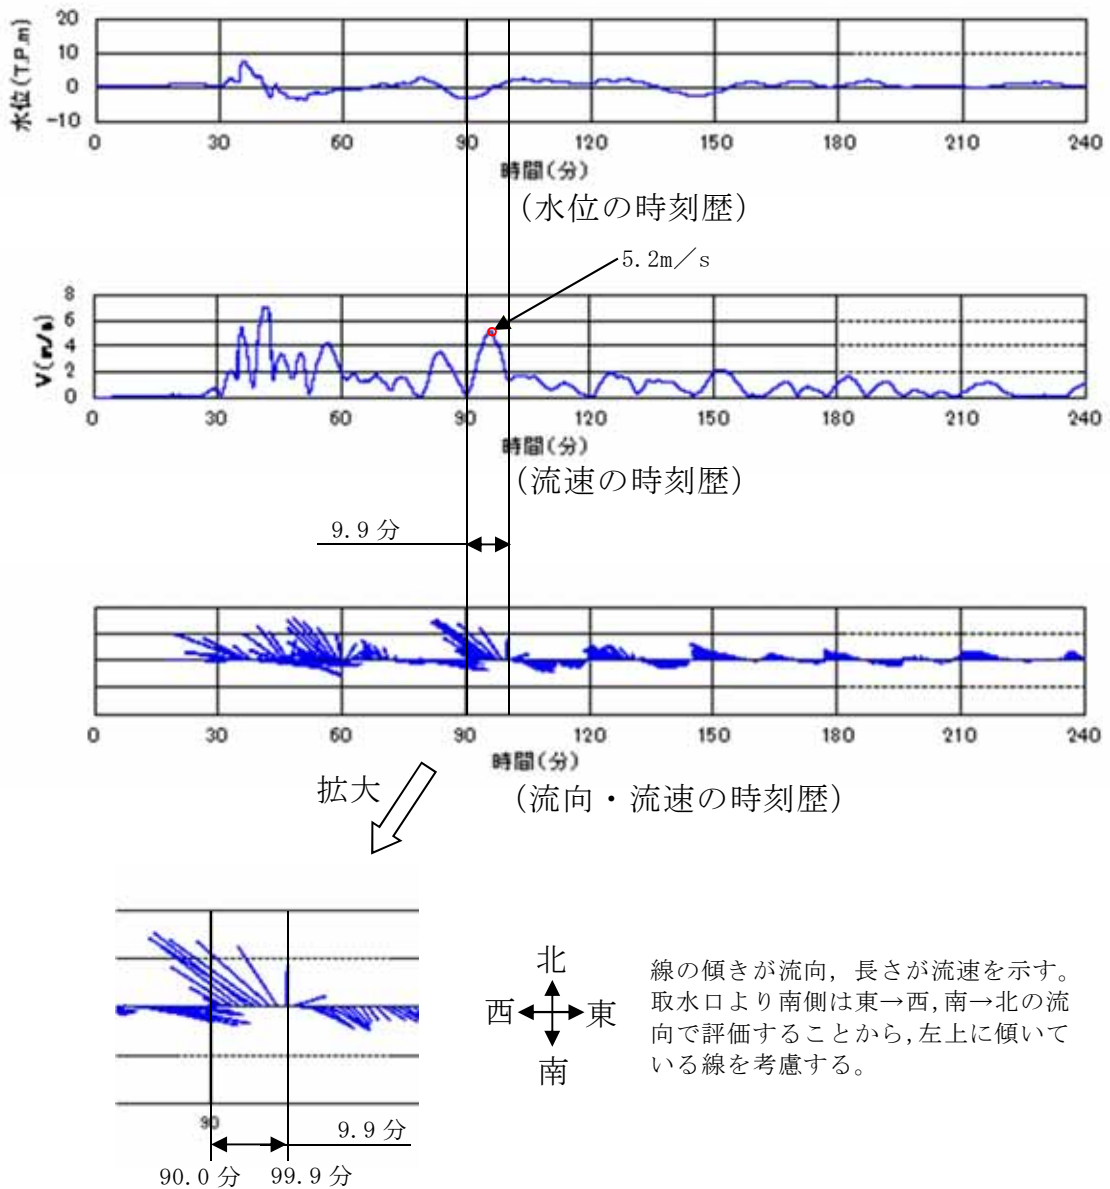 水位(T.P.m)
20
10
0
-10
0 30 60 90 120 150 180 210 240
時間(分)
(水位の時刻歴)
5.2m／s
V(m/s)
8
6
4
2
0
0 30 60 90 120 150 180 210 240
時間(分)
(流速の時刻歴)
9.9 分
0 30 60 90 120 150 180 210 240
時間(分)
(流向・流速の時刻歴)
拡大
90
9.9 分
90.0 分 99.9 分
北
西 東
南
線の傾きが流向，長さが流速を示す。
取水口より南側は東→西,南→北の流
向で評価することから,左上に傾いて
いる線を考慮する。